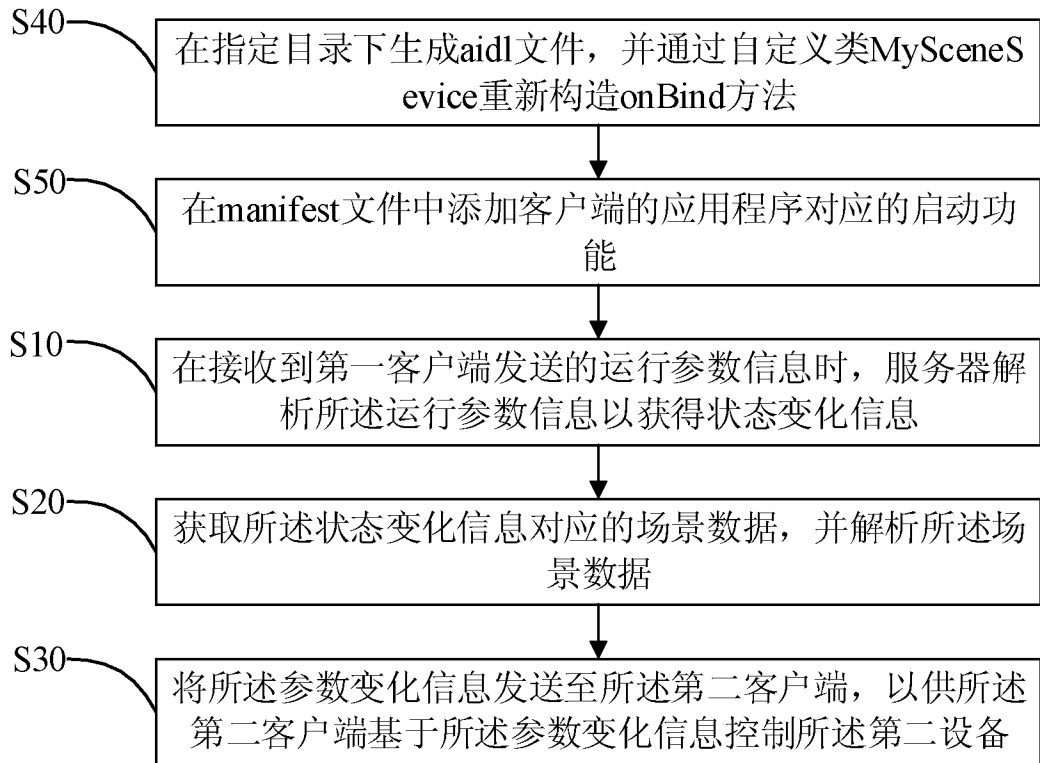 S40
在指定目录下生成aidl文件，并通过自定义类MySceneS
evice重新构造onBind方法
S50
在manifest文件中添加客户端的应用程序对应的启动功
能
S10
在接收到第一客户端发送的运行参数信息时，服务器解
析所述运行参数信息以获得状态变化信息
S20
获取所述状态变化信息对应的场景数据，并解析所述场
景数据
S30
将所述参数变化信息发送至所述第二客户端，以供所述
第二客户端基于所述参数变化信息控制所述第二设备